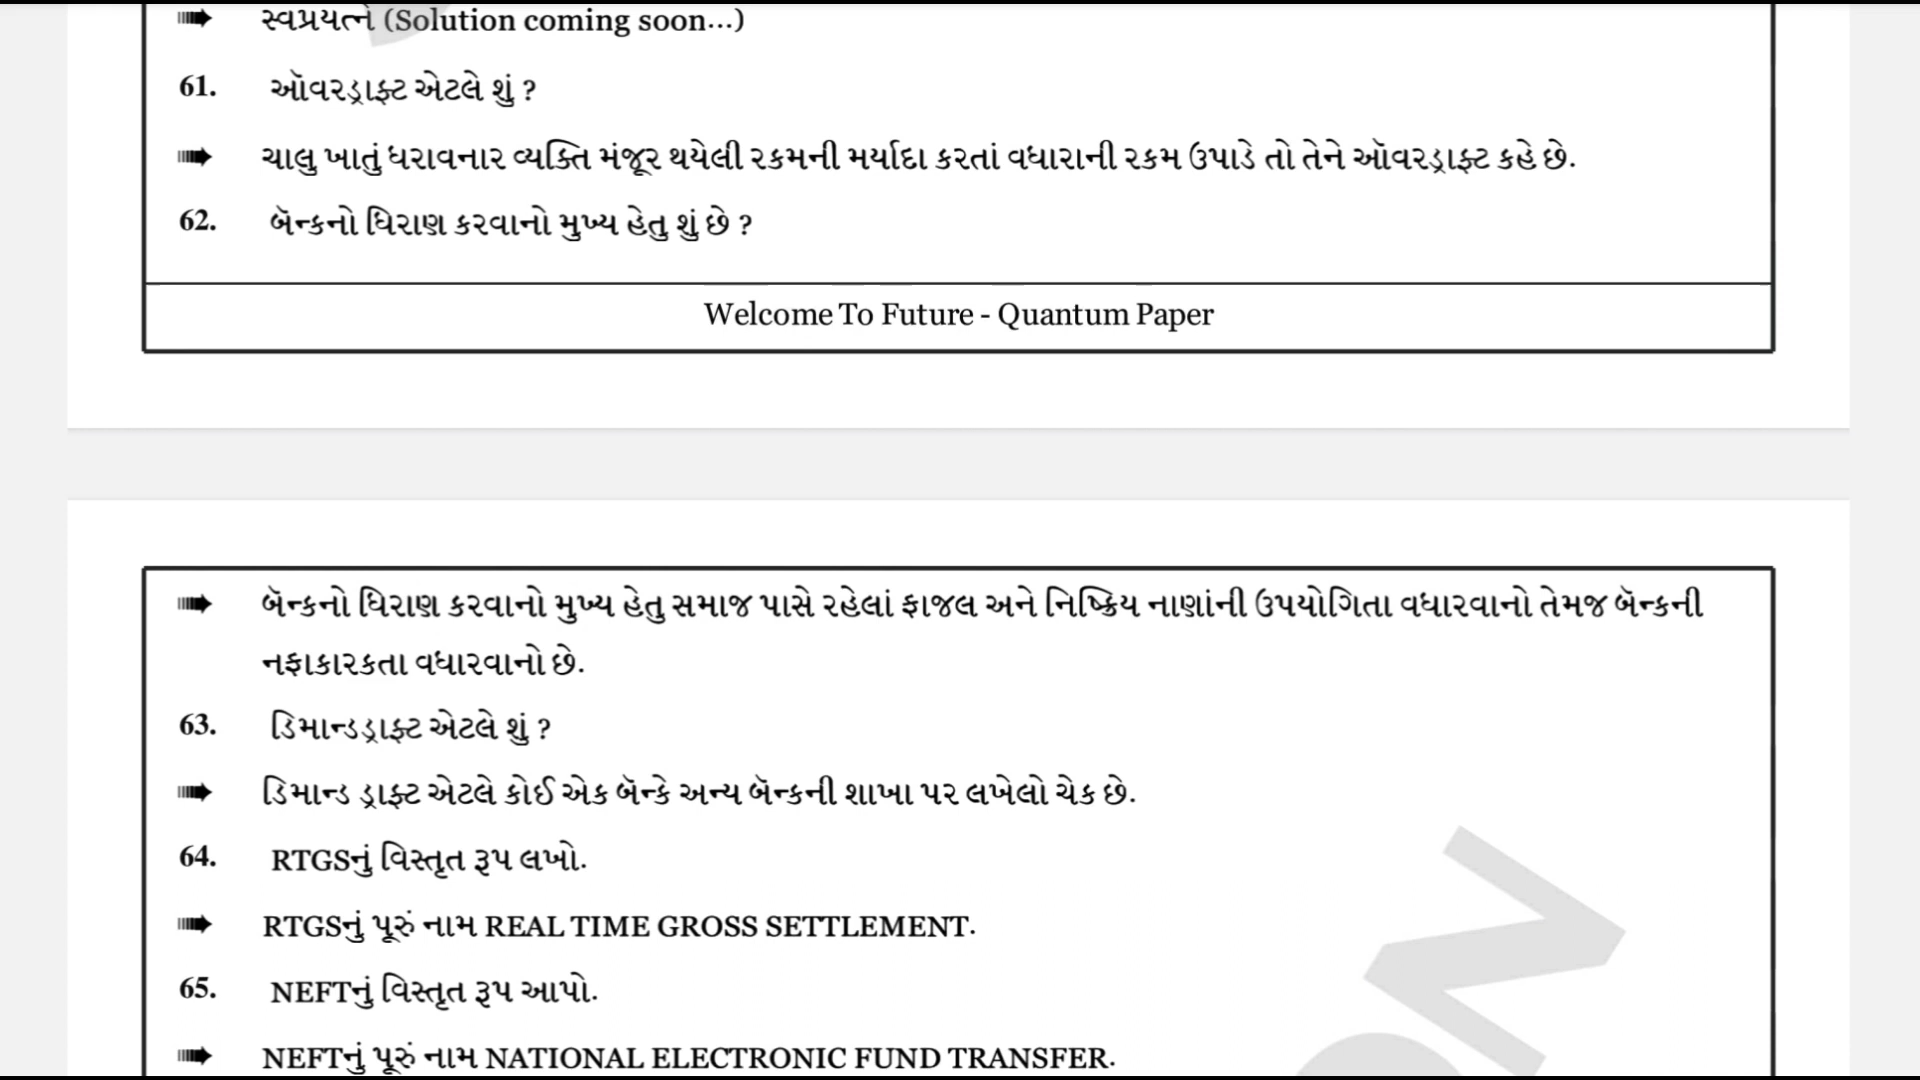 સ્વપ્રયત્ને (Solution coming soon...)
61. ઑવરડ્રાફ્ટ એટલે શું ?
ચાલુ ખાતું ધરાવનાર વ્યક્તિ મંજૂર થયેલી રકમની મર્યાદા કરતાં વધારાની રકમ ઉપાડે તો તેને ઑવરડ્રાફ્ટ કહે છે.
62. બૅન્કનો ધિરાણ કરવાનો મુખ્ય હેતુ શું છે ?
Welcome To Future - Quantum Paper
બૅન્કનો ધિરાણ કરવાનો મુખ્ય હેતુ સમાજ પાસે રહેલાં ફાજલ અને નિષ્ક્રિય નાણાંની ઉપયોગિતા વધારવાનો તેમજ બૅન્કની
નફાકારકતા વધારવાનો છે.
63. ડિમાન્ડડ્રાફ્ટ એટલે શું ?
ડિમાન્ડ ડ્રાફ્ટ એટલે કોઈ એક બૅન્કે અન્ય બૅન્કની શાખા પર લખેલો ચેક છે.
64. RTGSનું વિસ્તૃત રૂપ લખો.
RTGSનું પૂરું નામ REAL TIME GROSS SETTLEMENT.
65. NEFTનું વિસ્તૃત રૂપ આપો.
NEFTનું પૂરું નામ NATIONAL ELECTRONIC FUND TRANSFER.